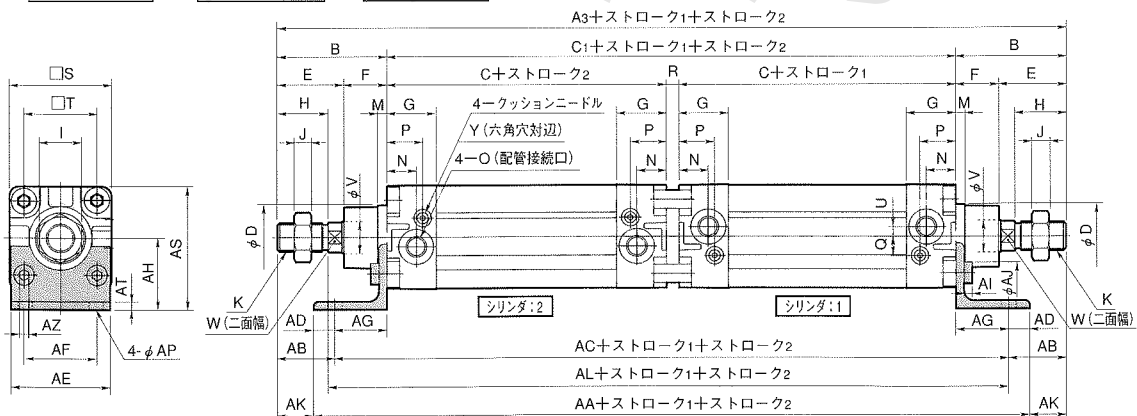 A3＋ストローク1＋ストローク2
B
C1＋ストローク1＋ストローク2
B
E
F
C＋ストローク2
R
C＋ストローク1
F
E
□S
□T
I
H
M
G
4－クッションニードル
G
G
G
M
H
J
P
Y（六角穴対辺）
P
P
P
J
N
4－O（配管接続口）
N
N
N
φV
φD
U
Q
φV
φD
AS
AH
AT
AZ
AF
AE
4-φAP
K
W（二面幅）
シリンダ：2
シリンダ：1
AI
φAJ
K
W（二面幅）
AD
AG
AG
AD
AB
AC＋ストローク1＋ストローク2
AB
AL＋ストローク1＋ストローク2
AK
AA＋ストローク1＋ストローク2
AK